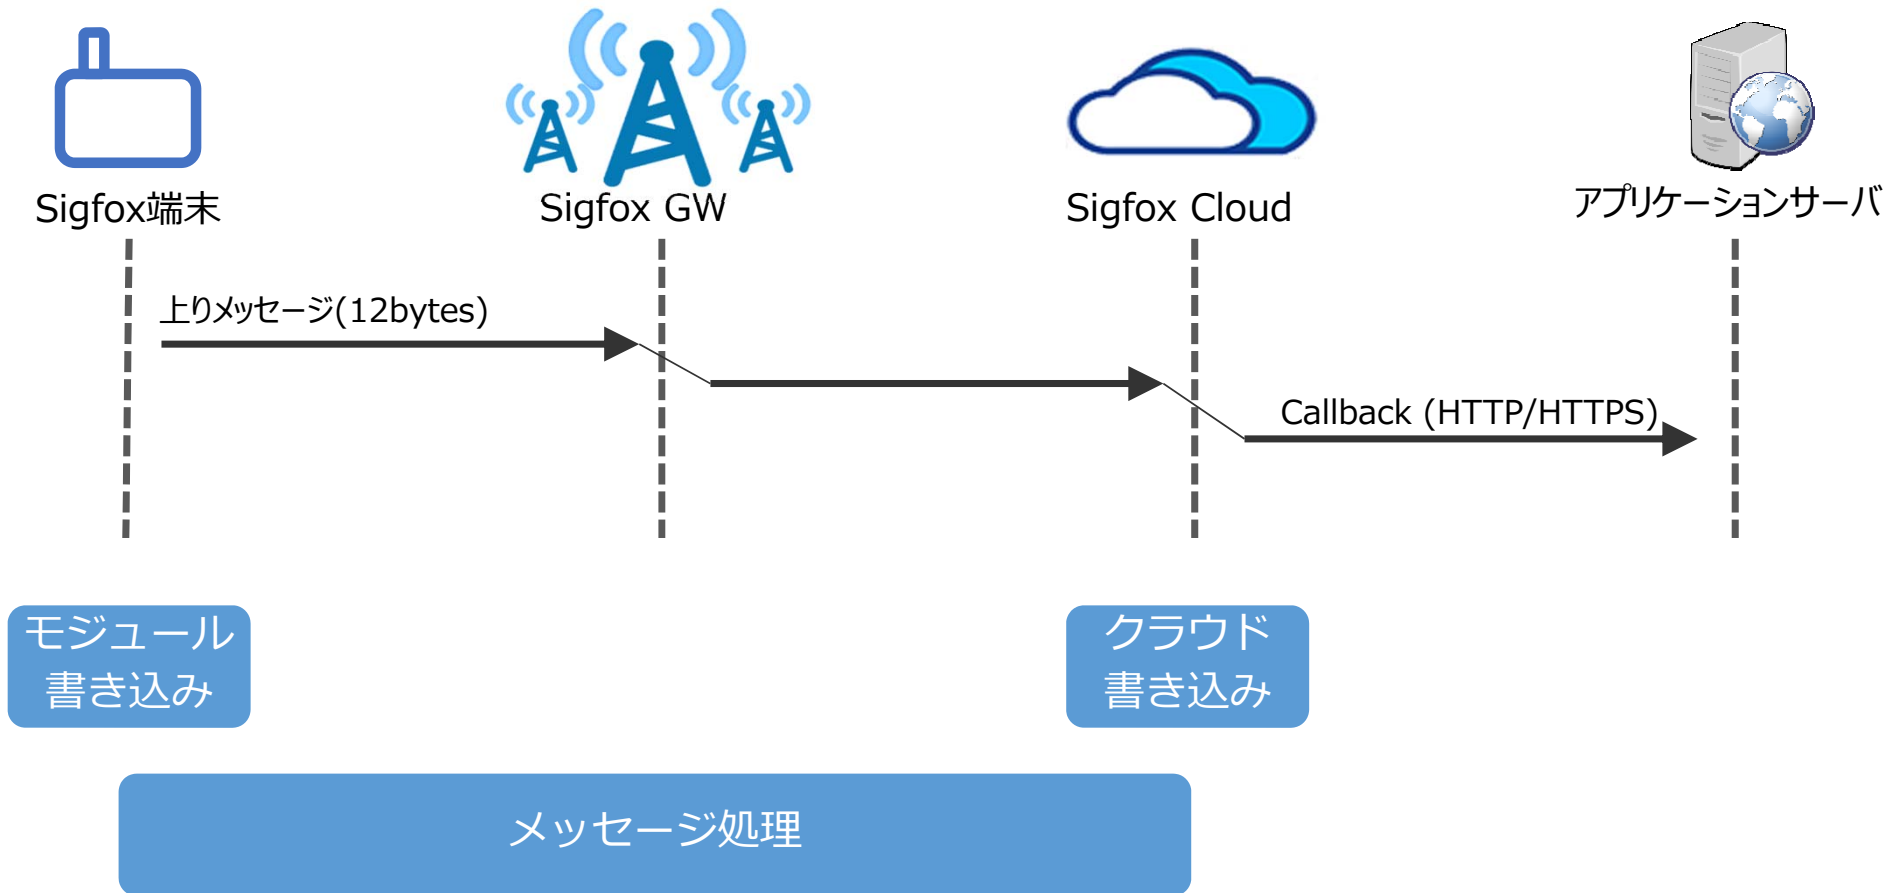 Sigfox端末
Sigfox GW
Sigfox Cloud
アプリケーションサーバ
上りメッセージ(12bytes)
Callback (HTTP/HTTPS)
モジュール
書き込み
クラウド
書き込み
メッセージ処理